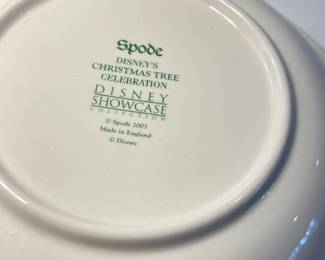 Spode
DISNEY'S
CHRISTMAS TREE
CELEBRATION
DISNEY
SHOWCASE
COLLECTION
© Spode 2003
Made in England
© Disney